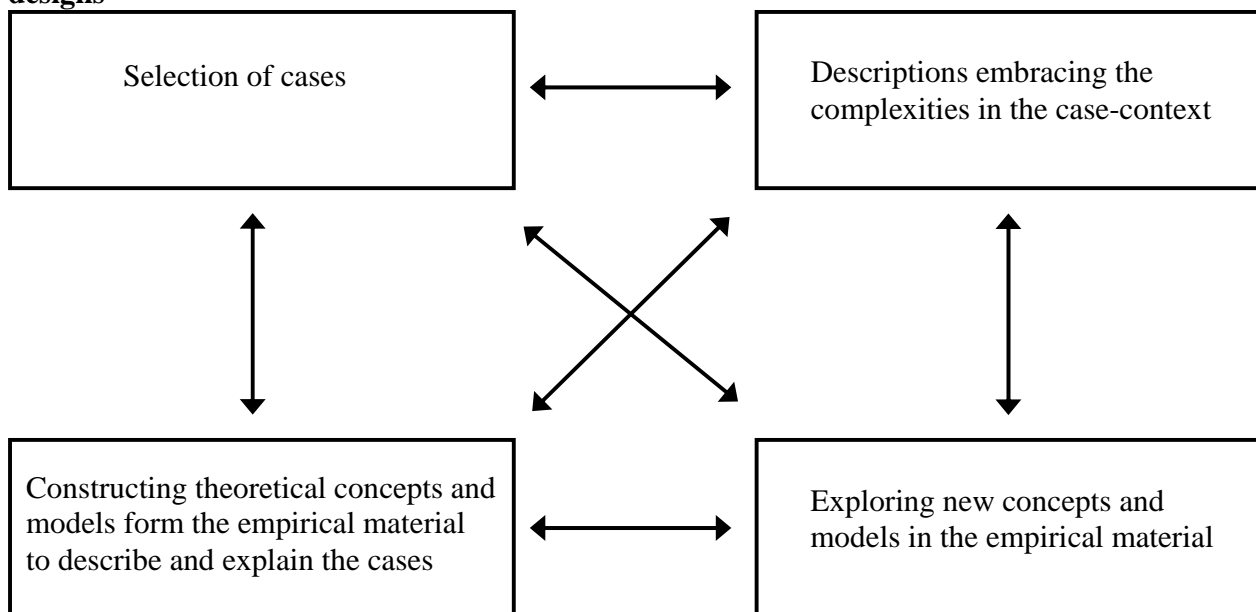 designs
Selection of cases
Descriptions embracing the
complexities in the case-context
Constructing theoretical concepts and
models form the empirical material
to describe and explain the cases
Exploring new concepts and
models in the empirical material